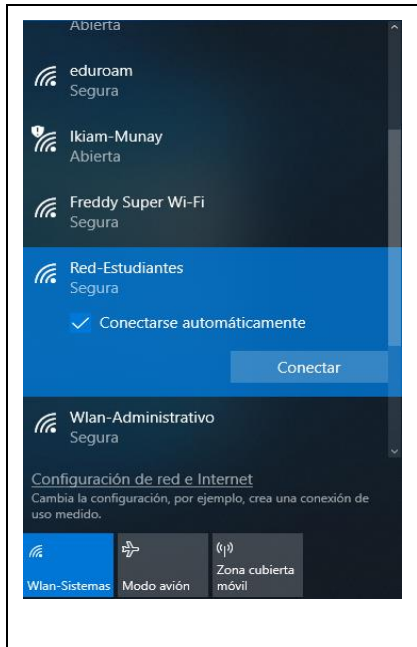 Abierta
eduroam
Segura
Ikiam-Munay
Abierta
Freddy Super Wi-Fi
Segura
Red-Estudiantes
Segura
Conectarse automáticamente
Conectar
Wlan-Administrativo
Segura
Configuración de red e Internet
Cambia la configuración, por ejemplo, crea una conexión de
uso medido.
Wlan-Sistemas
Modo avión
Zona cubierta
móvil